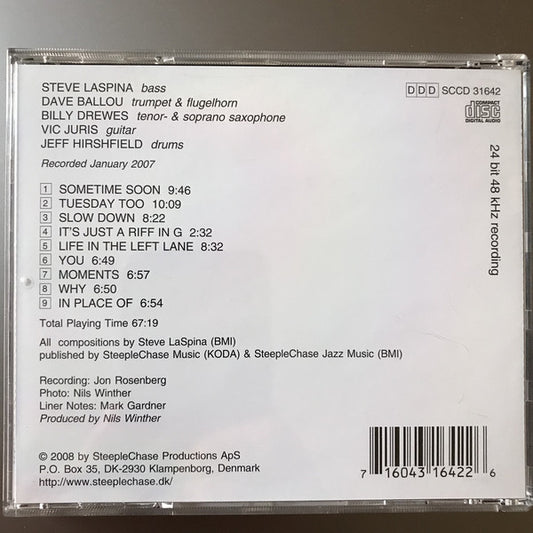 STEVE LASPINA bass
DAVE BALLOU trumpet & flugelhorn
BILLY DREWES tenor- & soprano saxophone
VIC JURIS guitar
JEFF HIRSHFIELD drums
Recorded January 2007
DDD SCCD 31642
COMPACT
disc
DIGITAL AUDIO
24 bit 48 kHz recording
1 SOMETIME SOON 9:46
2 TUESDAY TOO 10:09
3 SLOW DOWN 8:22
4 IT'S JUST A RIFF IN G 2:32
5 LIFE IN THE LEFT LANE 8:32
6 YOU 6:49
7 MOMENTS 6:57
8 WHY 6:50
9 IN PLACE OF 6:54
Total Playing Time 67:19
All compositions by Steve LaSpina (BMI)
published by SteepleChase Music (KODA) & SteepleChase Jazz Music (BMI)
Recording: Jon Rosenberg
Photo: Nils Winther
Liner Notes: Mark Gardner
Produced by Nils Winther
© 2008 by SteepleChase Productions ApS
P.O. Box 35, DK-2930 Klampenborg, Denmark
http://www.steeplechase.dk/
7 16043 16422 6